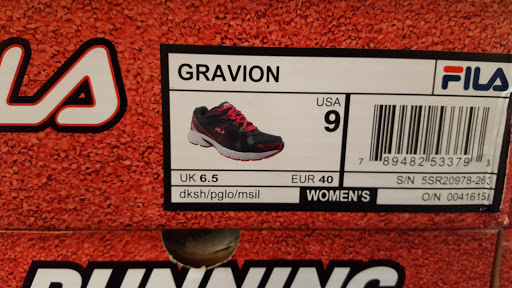 LA
GRAVION
FILA
USA
9
UK 6.5 EUR 40
dksh/pglo/msil
WOMEN'S
7 89482 53379 3
S/N 5SR20978-263
O/N 0041615
RUNNING